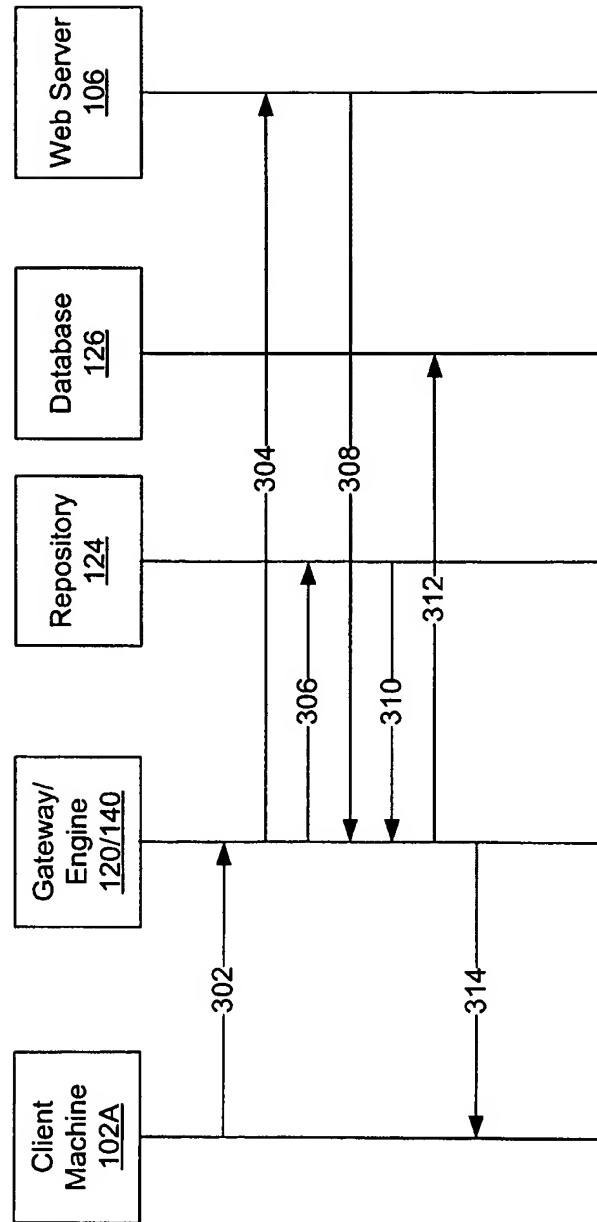 Client
Machine
102A
Gateway/
Engine
120/140
Repository
124
Database
126
Web Server
106
302
304
306
308
310
312
314